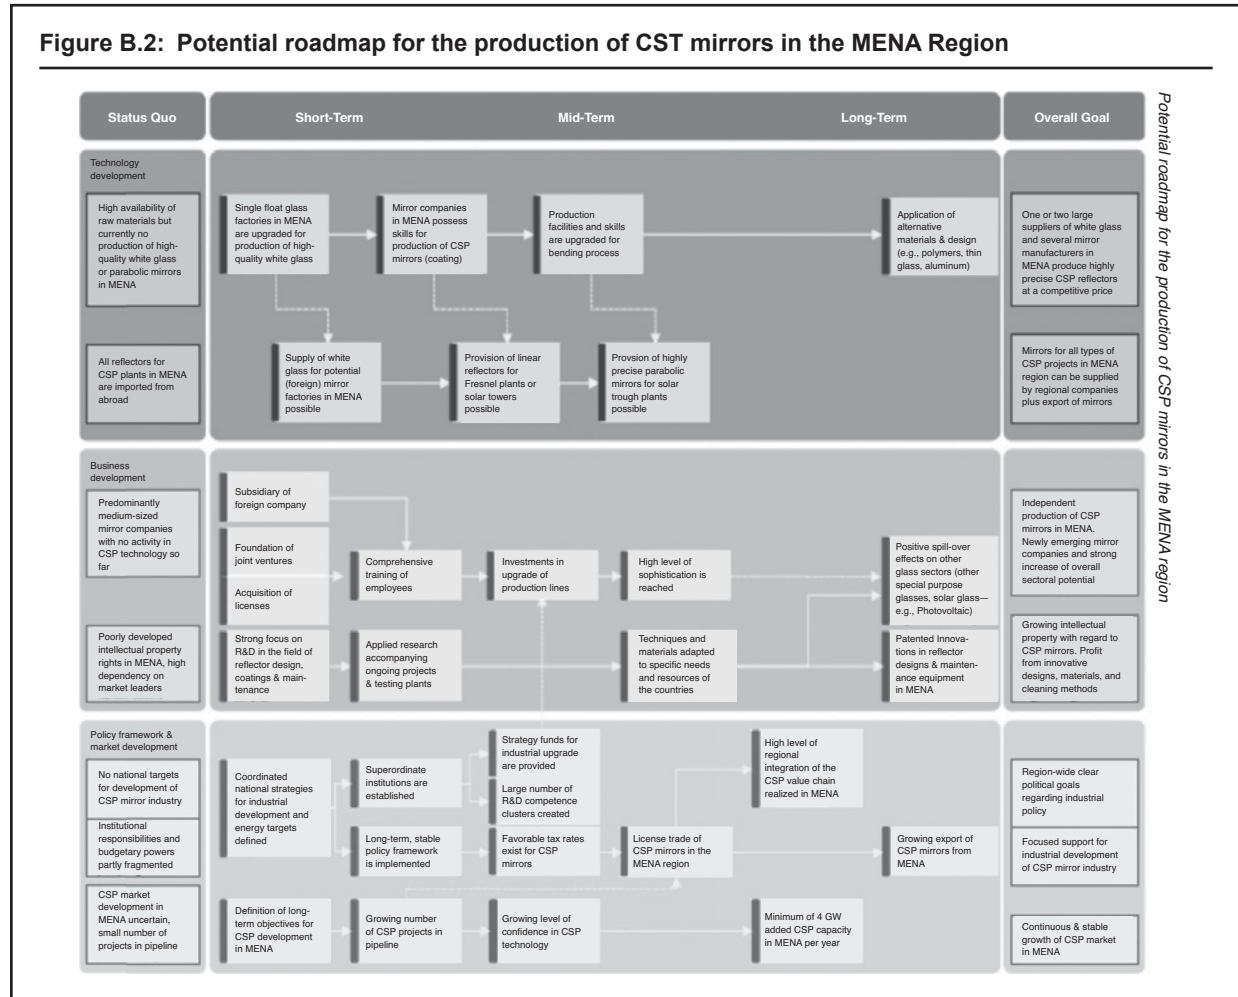 Figure B.2: Potential roadmap for the production of CST mirrors in the MENA Region
Status Quo
Short-Term
Mid-Term
Long-Term
Overall Goal
Technology
development
High availability of
raw materials but
currently no
production of high-
quality white glass
or parabolic mirrors
in MENA
Single float glass
factories in MENA
are upgraded for
production of high-
quality white glass
Mirror companies
in MENA possess
skills for
production of CSP
mirrors (coating)
Production
facilities and skills
are upgraded for
bending process
Application of
alternative
materials & design
(e.g., polymers, thin
glass, aluminum)
One or two large
suppliers of white glass
and several mirror
manufacturers in
MENA produce highly
precise CSP reflectors
at a competitive price
All reflectors for
CSP plants in MENA
are imported from
abroad
Supply of white
glass for potential
(foreign) mirror
factories in MENA
possible
Provision of linear
reflectors for
Fresnel plants or
solar towers
possible
Provsion of highly
precise parabolic
mirrors for solar
trough plants
possible
Mirrors for all types of
CSP projects in MENA
region can be supplied
by regional companies
plus export of mirrors
Business
development
Predominantly
medium-sized
mirror companies
with no activity in
CSP technology so
far
Subsidiary of
foreign company
Foundation of
joint ventures
Acquisition of
licenses
Comprehensive
training of
employees
Investments in
upgrade of
production lines
High level of
sophistication is
reached
Positive spill-over
effects on other
glass sectors (other
special purpose
glasses, solar glass—
e.g., Photovoltaic)
Independent
production of CSP
mirrors in MENA.
Newly emerging mirror
companies and strong
increase of overall
sectoral potential
Poorly developed
intellectual property
rights in MENA, high
dependency on
market leaders
Strong focus on
R&D in the field of
reflector design,
coatings & main-
tenance
Applied research
accompanying
ongoing projects
& testing plants
Techniques and
materials adapted
to specific needs
and resources of
the countries
Patented Innova-
tions in reflector
designs & mainten-
ance equipment
in MENA
Growing intellectual
property with regard to
CSP mirrors. Profit
from innovative
designs, materials, and
cleaning methods
Policy framework &
market development
No national targets
for development of
CSP mirror industry
Institutional
responsibilities and
budgetary powers
partly fragmented
Coordinated
national strategies
for industrial
development and
energy targets
defined
Superordinate
institutions are
established
Strategy funds for
industrial upgrade
are provided
Large number of
R&D competence
clusters created
High level of
regional
integration of the
CSP value chain
realized in MENA
Region-wide clear
political goals
regarding industrial
policy
Long-term, stable
policy framework
is implemented
Favorable tax rates
exist for CSP
mirrors
License trade of
CSP mirrors in the
MENA region
Growing export of
CSP mirrors from
MENA
Focused support for
industrial development
of CSP mirror industry
CSP market
development in
MENA uncertain,
small number of
projects in pipeline
Definition of long-
term objectives for
CSP development
in MENA
Growing number
of CSP projects in
pipeline
Growing level of
confidence in CSP
technology
Minimum of 4 GW
added CSP capacity
in MENA per year
Continuous & stable
growth of CSP market
in MENA
Potential roadmap for the production of CSP mirrors in the MENA region